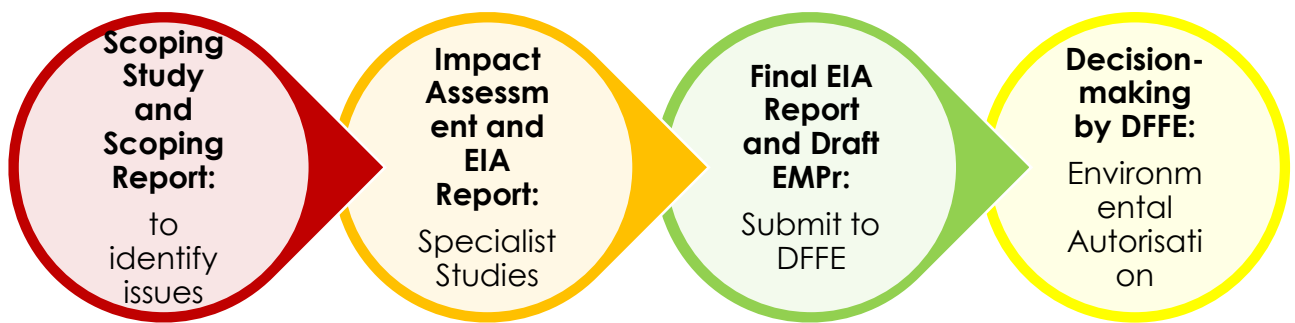 Scoping
Study
and
Scoping
Report:
to
identify
issues
Impact
Assessm
ent and
EIA
Report:
Specialist
Studies
Final EIA
Report
and Draft
EMPr:
Submit to
DFFE
Decision-
making
by DFFE:
Environm
ental
Autorisati
on